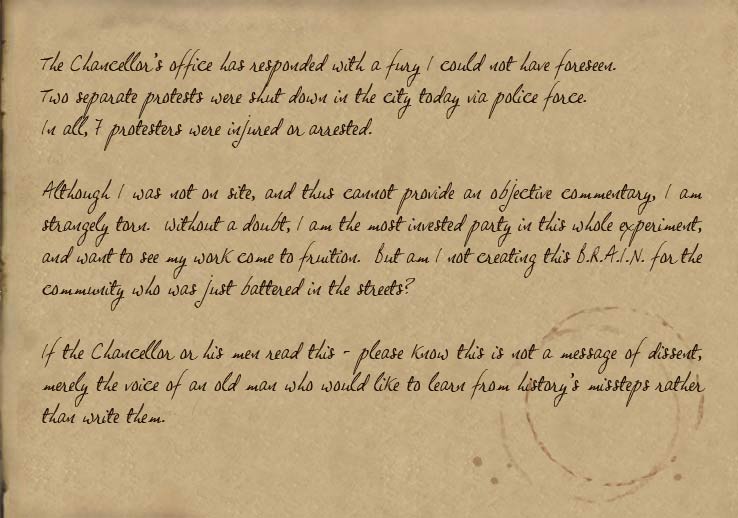 The Chancellor's office has responded with a fury I could not have foreseen.
Two separate protests were shut down in the city today via police force.
In all, 7 protesters were injured or arrested.
Although I was not on site, and thus cannot provide an objective commentary, I am
strangely torn. Without a doubt, I am the most invested party in this whole experiment,
and want to see my work come to fruition. But am I not creating this B.R.A.I.N. for the
community who was just battered in the streets?
If the Chancellor or his men read this - please know this is not a message of dissent,
merely the voice of an old man who would like to learn from history's missteps rather
than write them.